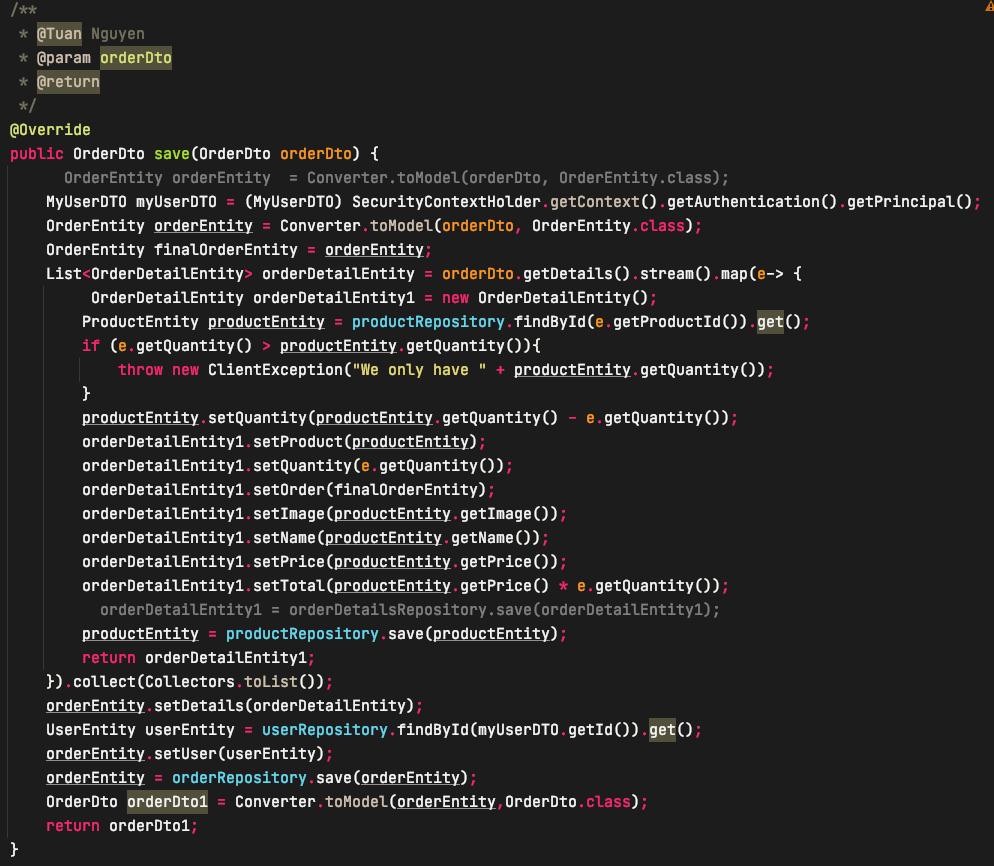 /**
 * @Tuan Nguyen
 * @param orderDto
 * @return
 */
@Override
public OrderDto save(OrderDto orderDto) {
      OrderEntity orderEntity  = Converter.toModel(orderDto, OrderEntity.class);
    MyUserDTO myUserDTO = (MyUserDTO) SecurityContextHolder.getContext().getAuthentication().getPrincipal();
    OrderEntity orderEntity = Converter.toModel(orderDto, OrderEntity.class);
    OrderEntity finalOrderEntity = orderEntity;
    List<OrderDetailEntity> orderDetailEntity = orderDto.getDetails().stream().map(e-> {
         OrderDetailEntity orderDetailEntity1 = new OrderDetailEntity();
        ProductEntity productEntity = productRepository.findById(e.getProductId()).get();
        if (e.getQuantity() > productEntity.getQuantity()){
            throw new ClientException("We only have " + productEntity.getQuantity());
        }
        productEntity.setQuantity(productEntity.getQuantity() - e.getQuantity());
        orderDetailEntity1.setProduct(productEntity);
        orderDetailEntity1.setQuantity(e.getQuantity());
        orderDetailEntity1.setOrder(finalOrderEntity);
        orderDetailEntity1.setImage(productEntity.getImage());
        orderDetailEntity1.setName(productEntity.getName());
        orderDetailEntity1.setPrice(productEntity.getPrice());
        orderDetailEntity1.setTotal(productEntity.getPrice() * e.getQuantity());
          orderDetailEntity1 = orderDetailsRepository.save(orderDetailEntity1);
        productEntity = productRepository.save(productEntity);
        return orderDetailEntity1;
    }).collect(Collectors.toList());
    orderEntity.setDetails(orderDetailEntity);
    UserEntity userEntity = userRepository.findById(myUserDTO.getId()).get();
    orderEntity.setUser(userEntity);
    orderEntity = orderRepository.save(orderEntity);
    OrderDto orderDto1 = Converter.toModel(orderEntity,OrderDto.class);
    return orderDto1;
}